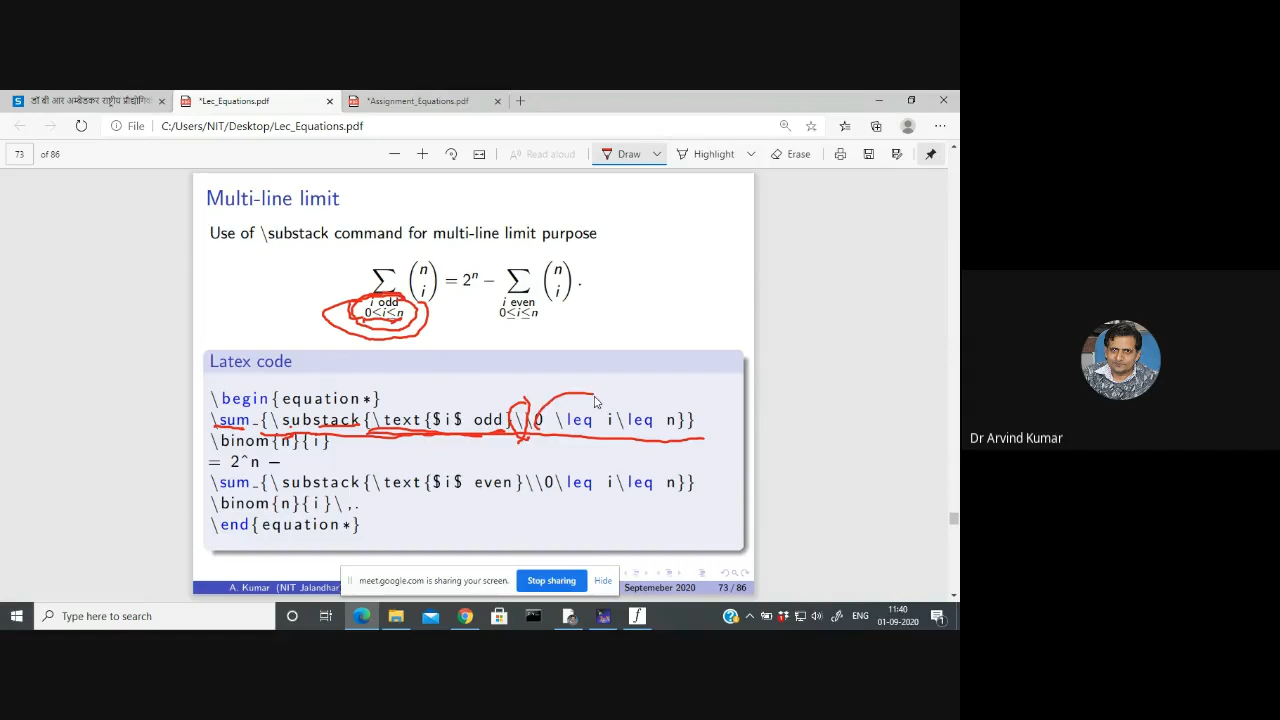 डॉ बी आर अम्बेडकर राष्ट्रीय प्रौद्योगिक
*Lec_Equations.pdf
*Assignment_Equations.pdf
File
C:/Users/NIT/Desktop/Lec_Equations.pdf
73 of 86
Read aloud
Draw
Highlight
Erase
Multi-line limit
Use of \substack command for multi-line limit purpose
∑ (n i) = 2ⁿ − ∑ (n i) .
i odd i even
0≤i≤n 0≤i≤n
Latex code
\begin{equation*}
\sum_{\substack{\text{$i$ odd}\\0 \leq i\leq n}}
\binom{n}{i}
= 2^n −
\sum_{\substack{\text{$i$ even}\\0\leq i\leq n}}
\binom{n}{i}\,.
\end{equation*}
A. Kumar (NIT Jalandhar
Septemeber 2020
73 / 86
meet.google.com is sharing your screen.
Stop sharing
Hide
Dr Arvind Kumar
Type here to search
ENG
11:40
01-09-2020
1